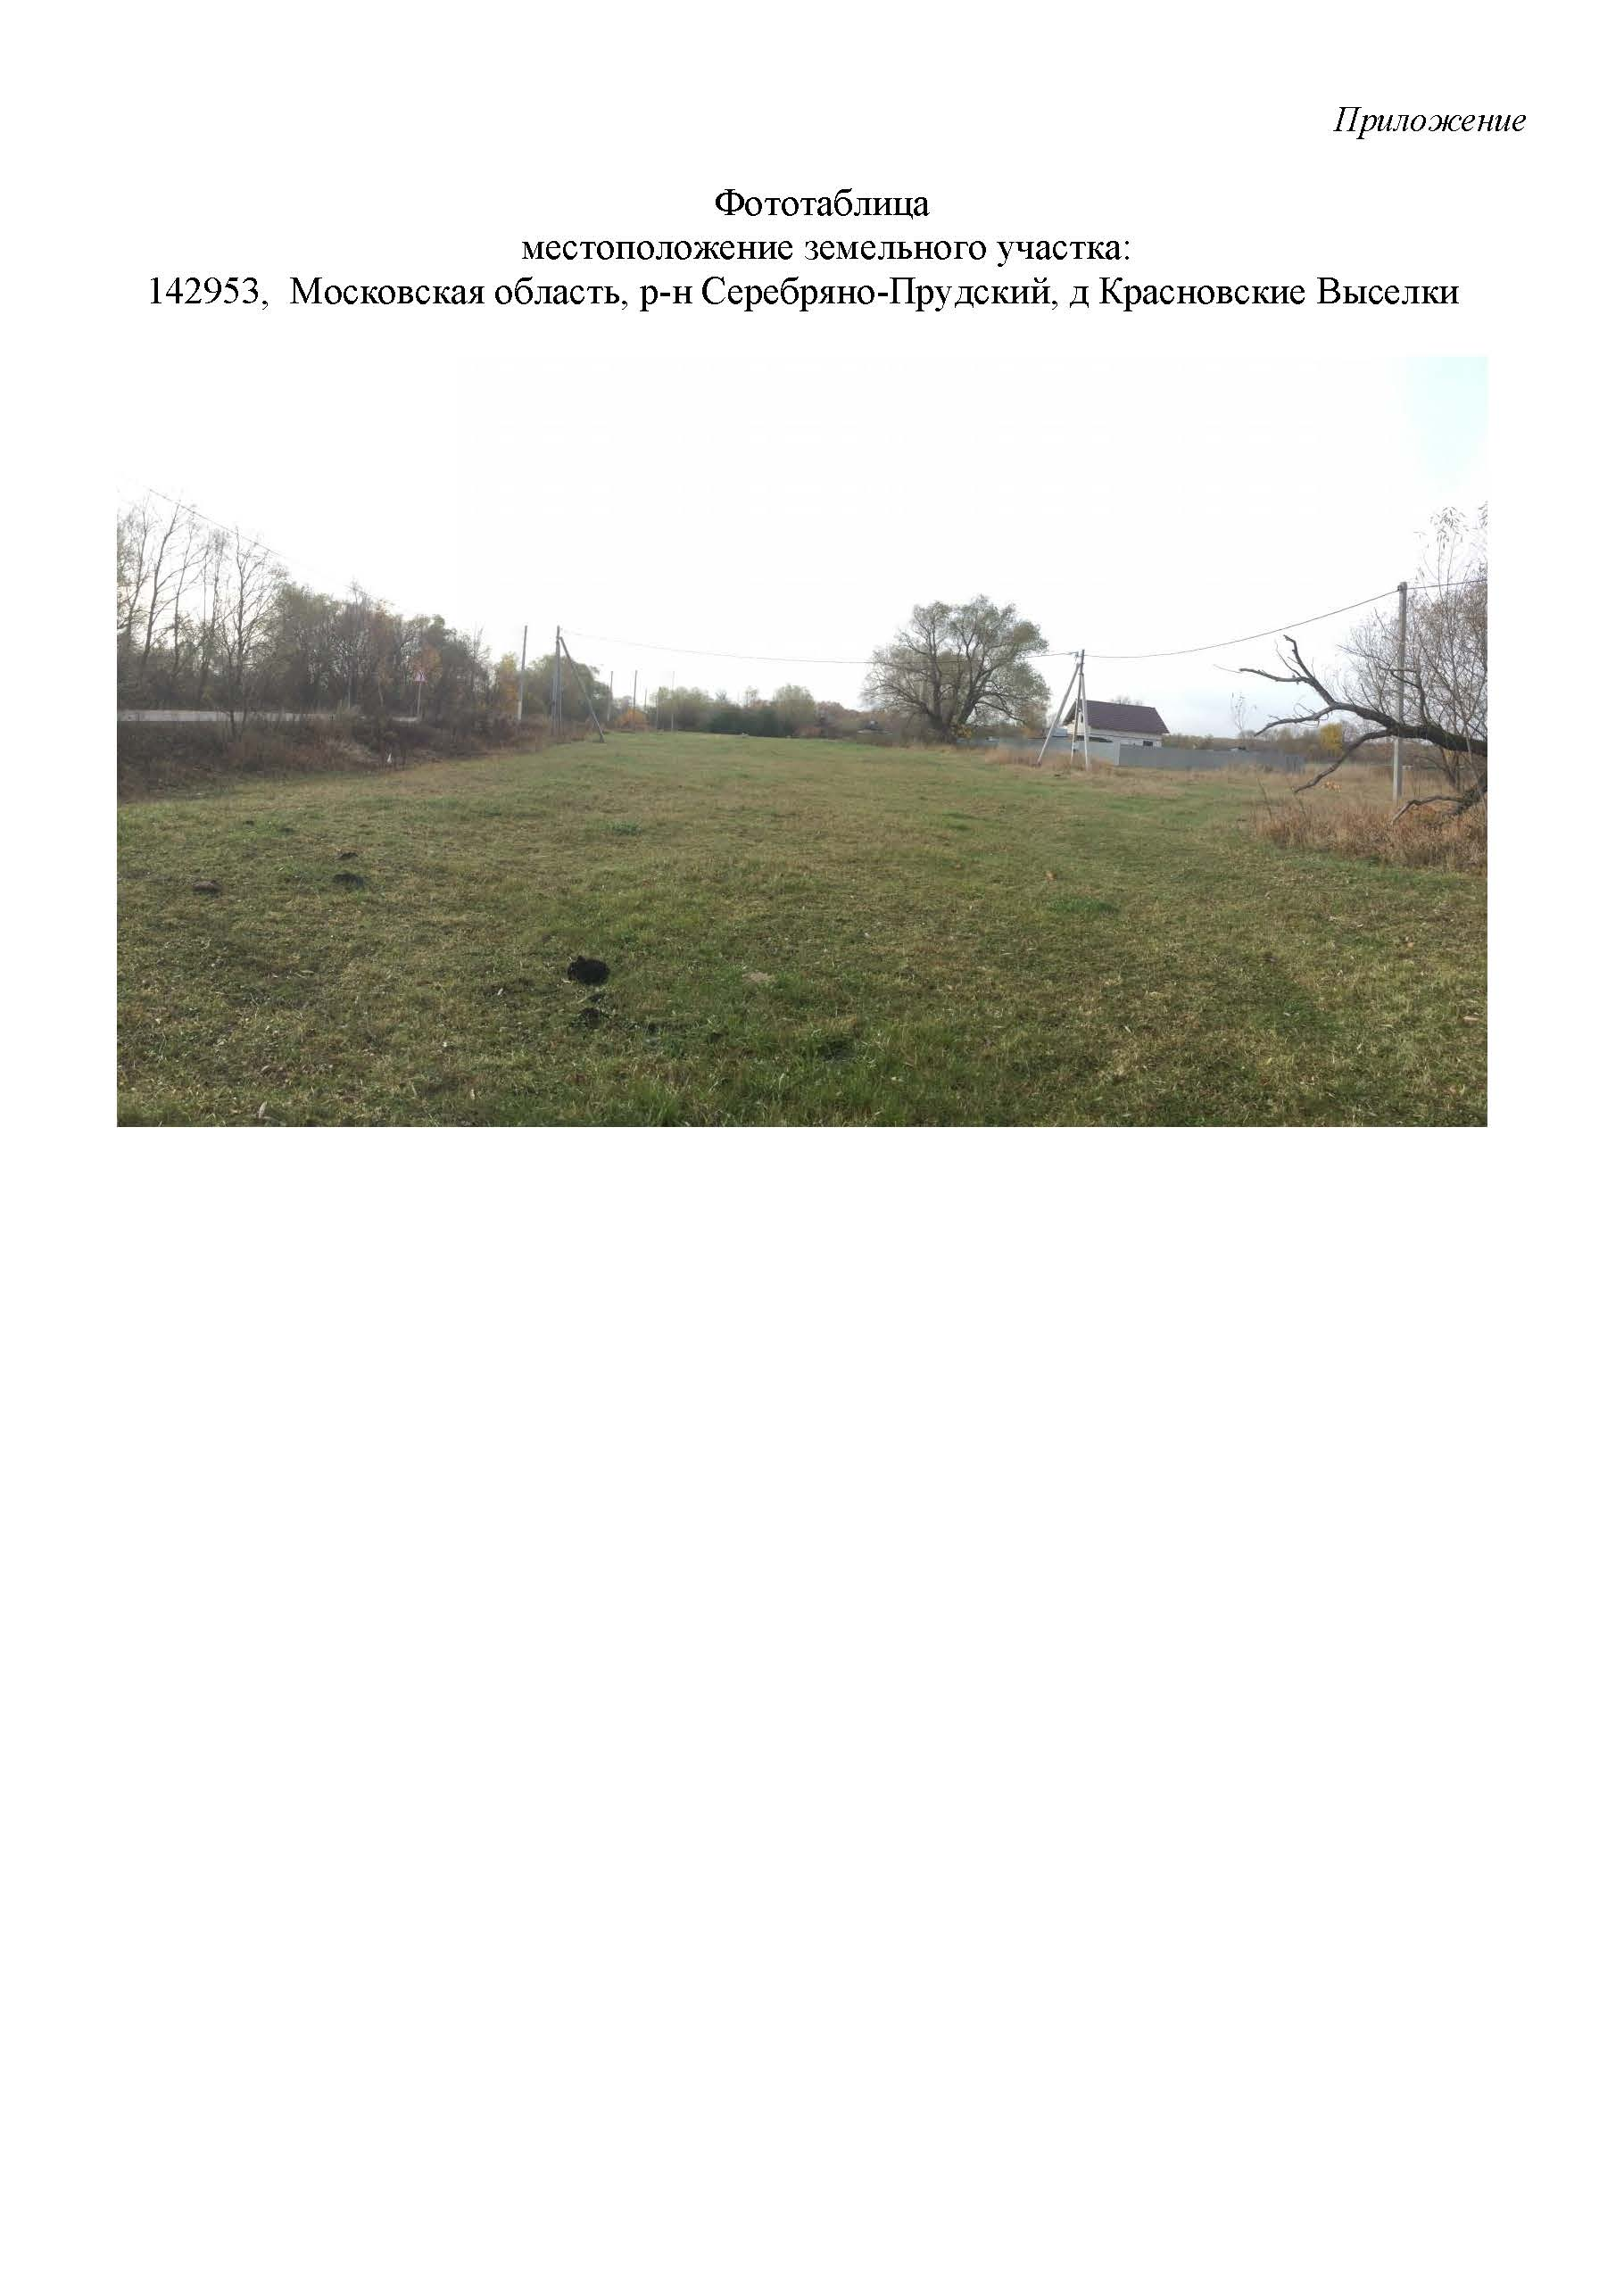 Приложение
Фототаблица
местоположение земельного участка:
142953, Московская область, р-н Серебряно-Прудский, д Красновские Выселки